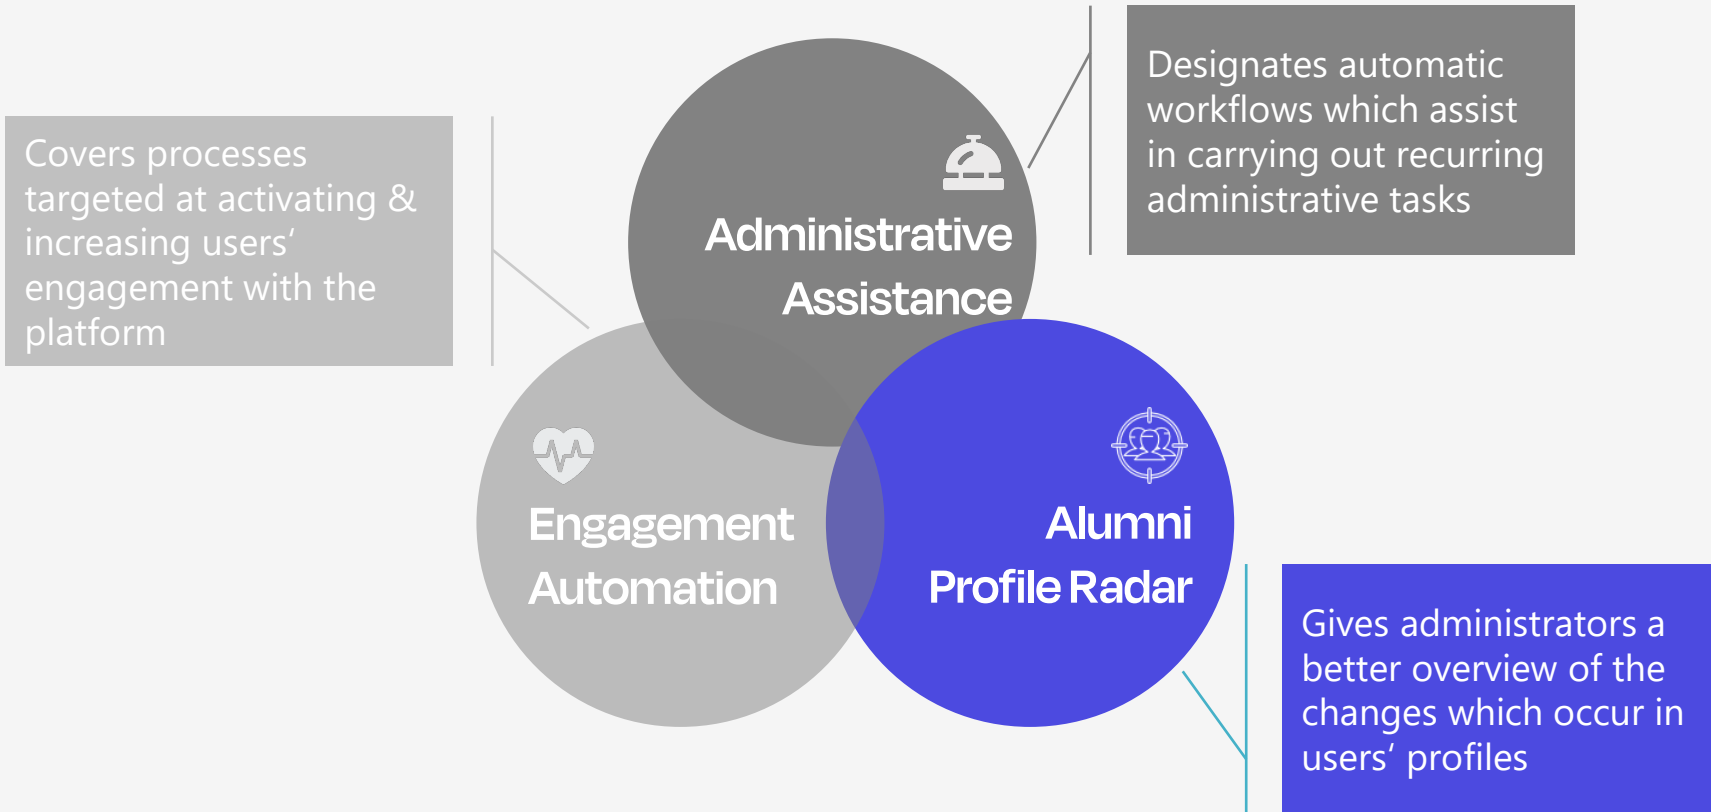 Designates automatic
workflows which assist
in carrying out recurring
administrative tasks
Covers processes
targeted at activating &
increasing users‘
engagement with the
platform
Administrative
Assistance
Engagement
Automation
Alumni
Profile Radar
Gives administrators a
better overview of the
changes which occur in
users‘ profiles